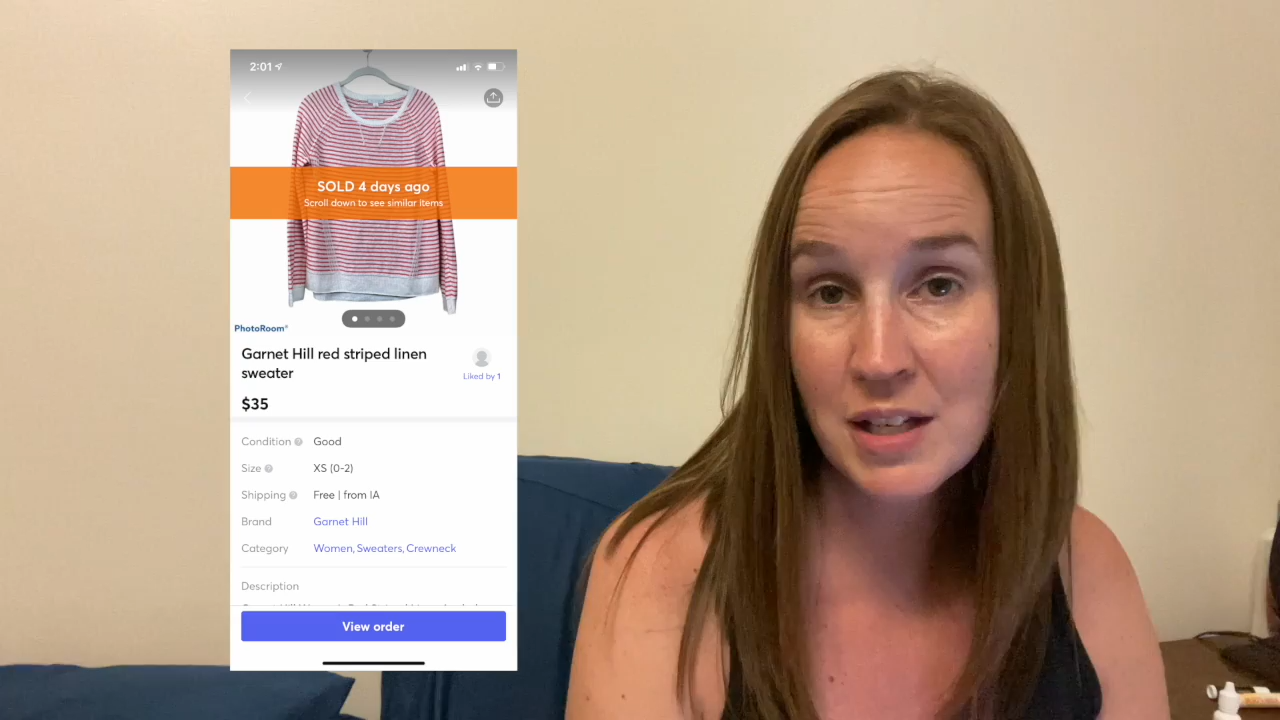 2:01
SOLD 4 days ago
Scroll down to see similar items
PhotoRoom
Garnet Hill red striped linen
sweater
Liked by 1
$35
Condition ? Good
Size ? XS (0-2)
Shipping ? Free | from IA
Brand Garnet Hill
Category Women, Sweaters, Crewneck
Description
View order